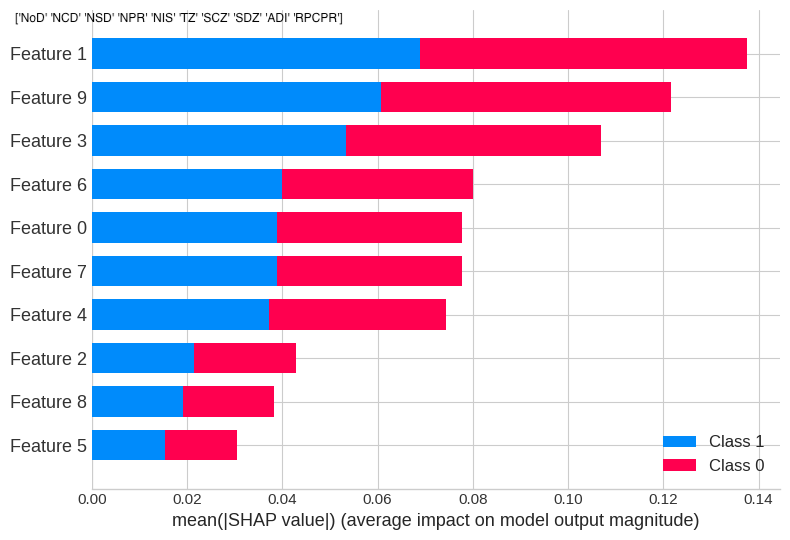 ['NoD' 'NCD' 'NSD' 'NPR' 'NIS' 'TZ' 'SCZ' 'SDZ' 'ADI' 'RPCPR']
Feature 1
Feature 9
Feature 3
Feature 6
Feature 0
Feature 7
Feature 4
Feature 2
Feature 8
Feature 5
Class 1
Class 0
0.00 0.02 0.04 0.06 0.08 0.10 0.12 0.14
mean(|SHAP value|) (average impact on model output magnitude)